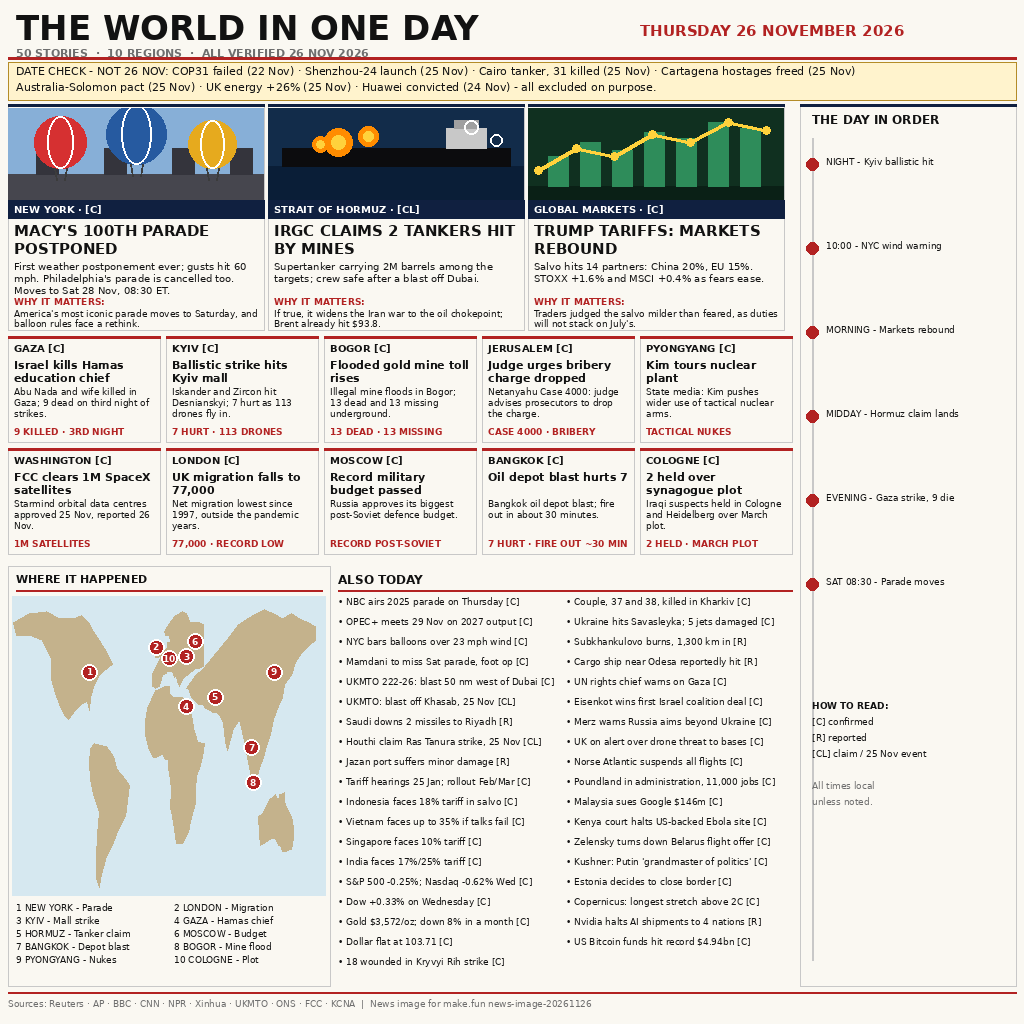 THE WORLD IN ONE DAY
THURSDAY 26 NOVEMBER 2026
50 STORIES · 10 REGIONS · ALL VERIFIED 26 NOV 2026
DATE CHECK - NOT 26 NOV: COP31 failed (22 Nov) · Shenzhou-24 launch (25 Nov) · Cairo tanker, 31 killed (25 Nov) · Cartagena hostages freed (25 Nov)
Australia-Solomon pact (25 Nov) · UK energy +26% (25 Nov) · Huawei convicted (24 Nov) - all excluded on purpose.
NEW YORK · [C]
MACY'S 100TH PARADE
POSTPONED
First weather postponement ever; gusts hit 60
mph. Philadelphia's parade is cancelled too.
Moves to Sat 28 Nov, 08:30 ET.
WHY IT MATTERS:
America's most iconic parade moves to Saturday, and
balloon rules face a rethink.
STRAIT OF HORMUZ · [CL]
IRGC CLAIMS 2 TANKERS HIT
BY MINES
Supertanker carrying 2M barrels among the
targets; crew safe after a blast off Dubai.
WHY IT MATTERS:
If true, it widens the Iran war to the oil chokepoint;
Brent already hit $93.8.
GLOBAL MARKETS · [C]
TRUMP TARIFFS: MARKETS
REBOUND
Salvo hits 14 partners: China 20%, EU 15%.
STOXX +1.6% and MSCI +0.4% as fears ease.
WHY IT MATTERS:
Traders judged the salvo milder than feared, as duties
will not stack on July's.
GAZA [C]
Israel kills Hamas
education chief
Abu Nada and wife killed in
Gaza; 9 dead on third night of
strikes.
9 KILLED · 3RD NIGHT
KYIV [C]
Ballistic strike hits
Kyiv mall
Iskander and Zircon hit
Desnianskyi; 7 hurt as 113
drones fly in.
7 HURT · 113 DRONES
BOGOR [C]
Flooded gold mine toll
rises
Illegal mine floods in Bogor;
13 dead and 13 missing
underground.
13 DEAD · 13 MISSING
JERUSALEM [C]
Judge urges bribery
charge dropped
Netanyahu Case 4000: judge
advises prosecutors to drop
the charge.
CASE 4000 · BRIBERY
PYONGYANG [C]
Kim tours nuclear
plant
State media: Kim pushes
wider use of tactical nuclear
arms.
TACTICAL NUKES
WASHINGTON [C]
FCC clears 1M SpaceX
satellites
Starmind orbital data centres
approved 25 Nov, reported 26
Nov.
1M SATELLITES
LONDON [C]
UK migration falls to
77,000
Net migration lowest since
1997, outside the pandemic
years.
77,000 · RECORD LOW
MOSCOW [C]
Record military
budget passed
Russia approves its biggest
post-Soviet defence budget.
RECORD POST-SOVIET
BANGKOK [C]
Oil depot blast hurts 7
Bangkok oil depot blast; fire
out in about 30 minutes.
7 HURT · FIRE OUT ~30 MIN
COLOGNE [C]
2 held over
synagogue plot
Iraqi suspects held in Cologne
and Heidelberg over March
plot.
2 HELD · MARCH PLOT
WHERE IT HAPPENED
1
2
3
4
5
6
7
8
9
10
1 NEW YORK - Parade
2 LONDON - Migration
3 KYIV - Mall strike
4 GAZA - Hamas chief
5 HORMUZ - Tanker claim
6 MOSCOW - Budget
7 BANGKOK - Depot blast
8 BOGOR - Mine flood
9 PYONGYANG - Nukes
10 COLOGNE - Plot
ALSO TODAY
• NBC airs 2025 parade on Thursday [C]
• OPEC+ meets 29 Nov on 2027 output [C]
• NYC bars balloons over 23 mph wind [C]
• Mamdani to miss Sat parade, foot op [C]
• UKMTO 222-26: blast 50 nm west of Dubai [C]
• UKMTO: blast off Khasab, 25 Nov [CL]
• Saudi downs 2 missiles to Riyadh [R]
• Houthi claim Ras Tanura strike, 25 Nov [CL]
• Jazan port suffers minor damage [R]
• Tariff hearings 25 Jan; rollout Feb/Mar [C]
• Indonesia faces 18% tariff in salvo [C]
• Vietnam faces up to 35% if talks fail [C]
• Singapore faces 10% tariff [C]
• India faces 17%/25% tariff [C]
• S&P 500 -0.25%; Nasdaq -0.62% Wed [C]
• Dow +0.33% on Wednesday [C]
• Gold $3,572/oz; down 8% in a month [C]
• Dollar flat at 103.71 [C]
• 18 wounded in Kryvyi Rih strike [C]
• Couple, 37 and 38, killed in Kharkiv [C]
• Ukraine hits Savasleyka; 5 jets damaged [C]
• Subkhankulovo burns, 1,300 km in [R]
• Cargo ship near Odesa reportedly hit [R]
• UN rights chief warns on Gaza [C]
• Eisenkot wins first Israel coalition deal [C]
• Merz warns Russia aims beyond Ukraine [C]
• UK on alert over drone threat to bases [C]
• Norse Atlantic suspends all flights [C]
• Poundland in administration, 11,000 jobs [C]
• Malaysia sues Google $146m [C]
• Kenya court halts US-backed Ebola site [C]
• Zelensky turns down Belarus flight offer [C]
• Kushner: Putin 'grandmaster of politics' [C]
• Estonia decides to close border [C]
• Copernicus: longest stretch above 2C [C]
• Nvidia halts AI shipments to 4 nations [R]
• US Bitcoin funds hit record $4.94bn [C]
THE DAY IN ORDER
NIGHT - Kyiv ballistic hit
10:00 - NYC wind warning
MORNING - Markets rebound
MIDDAY - Hormuz claim lands
EVENING - Gaza strike, 9 die
SAT 08:30 - Parade moves
HOW TO READ:
[C] confirmed
[R] reported
[CL] claim / 25 Nov event
All times local
unless noted.
Sources: Reuters · AP · BBC · CNN · NPR · Xinhua · UKMTO · ONS · FCC · KCNA | News image for make.fun news-image-20261126